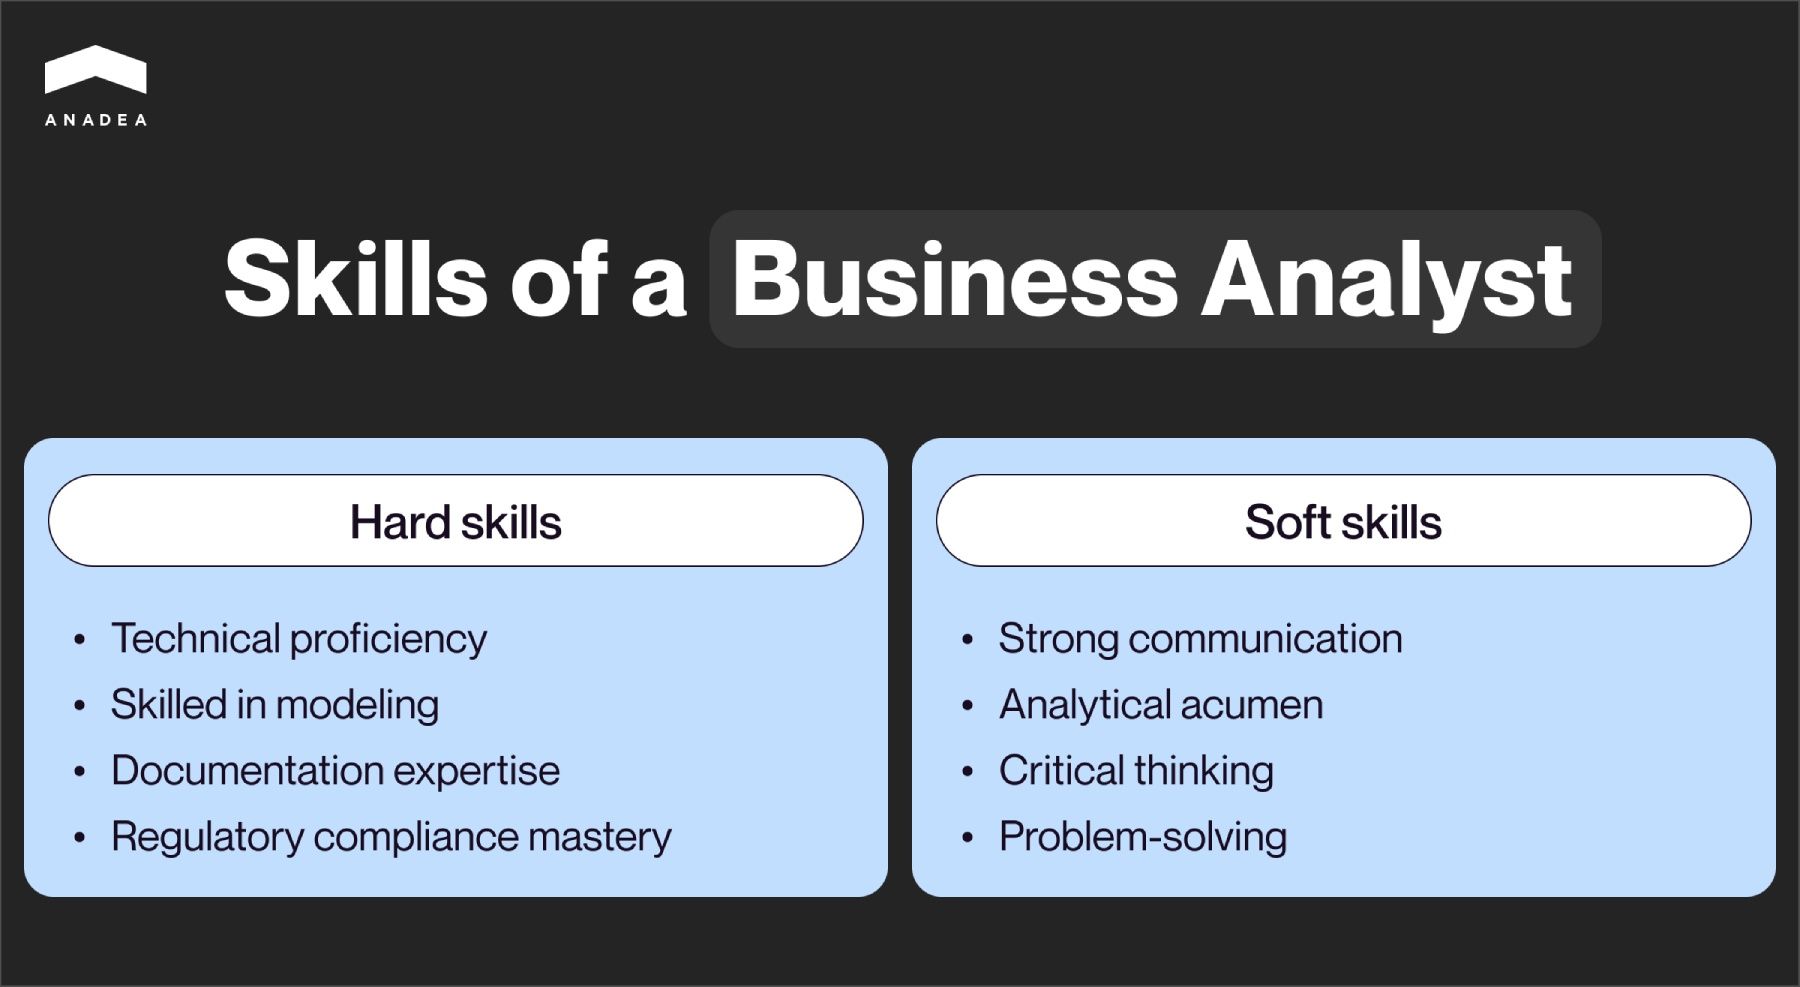 ANADEA
Skills of a Business Analyst
Hard skills
• Technical proficiency
• Skilled in modeling
• Documentation expertise
• Regulatory compliance mastery
Soft skills
• Strong communication
• Analytical acumen
• Critical thinking
• Problem-solving